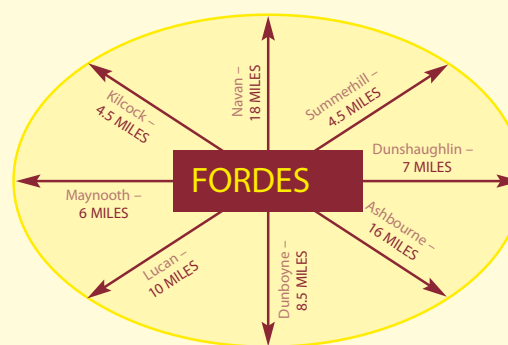 Navan –
18 MILES
Summerhill –
4.5 MILES
Dunshaughlin –
7 MILES
Ashbourne–
16 MILES
Dunboyne –
8.5 MILES
Lucan –
10 MILES
Maynooth –
6 MILES
Kilcock –
4.5 MILES
FORDES